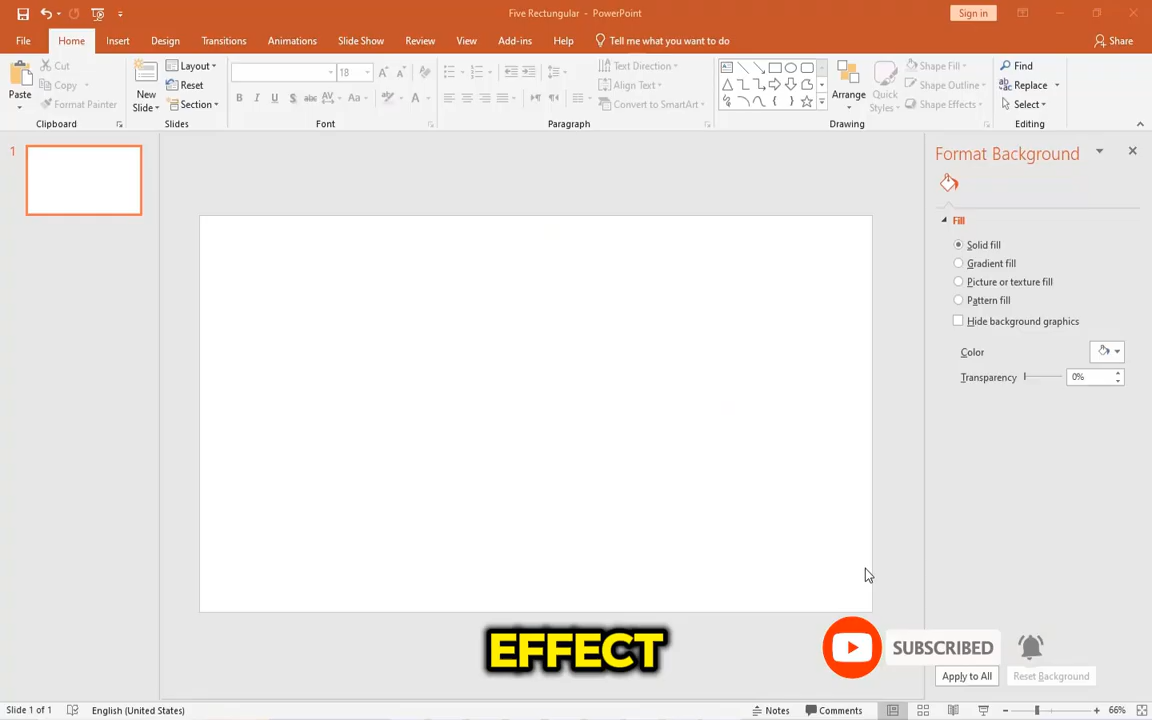 Five Rectungular - PowerPoint
Sign in
File Home Insert Design Transitions Animations Slide Show Review View Add-ins Help Tell me what you want to do Share
Paste
Cut
Copy
Format Painter
Clipboard
New
Slide
Layout
Reset
Section
Slides
18
B I U S abc AV Aa A
Font
Text Direction
Align Text
Convert to SmartArt
Paragraph
Arrange
Quick
Styles
Shape Fill
Shape Outline
Shape Effects
Drawing
Find
Replace
Select
Editing
1
Format Background
Fill
Solid fill
Gradient fill
Picture or texture fill
Pattern fill
Hide background graphics
Color
Transparency 0%
EFFECT
SUBSCRIBED
Apply to All Reset Background
Slide 1 of 1 English (United States) Notes Comments 66%